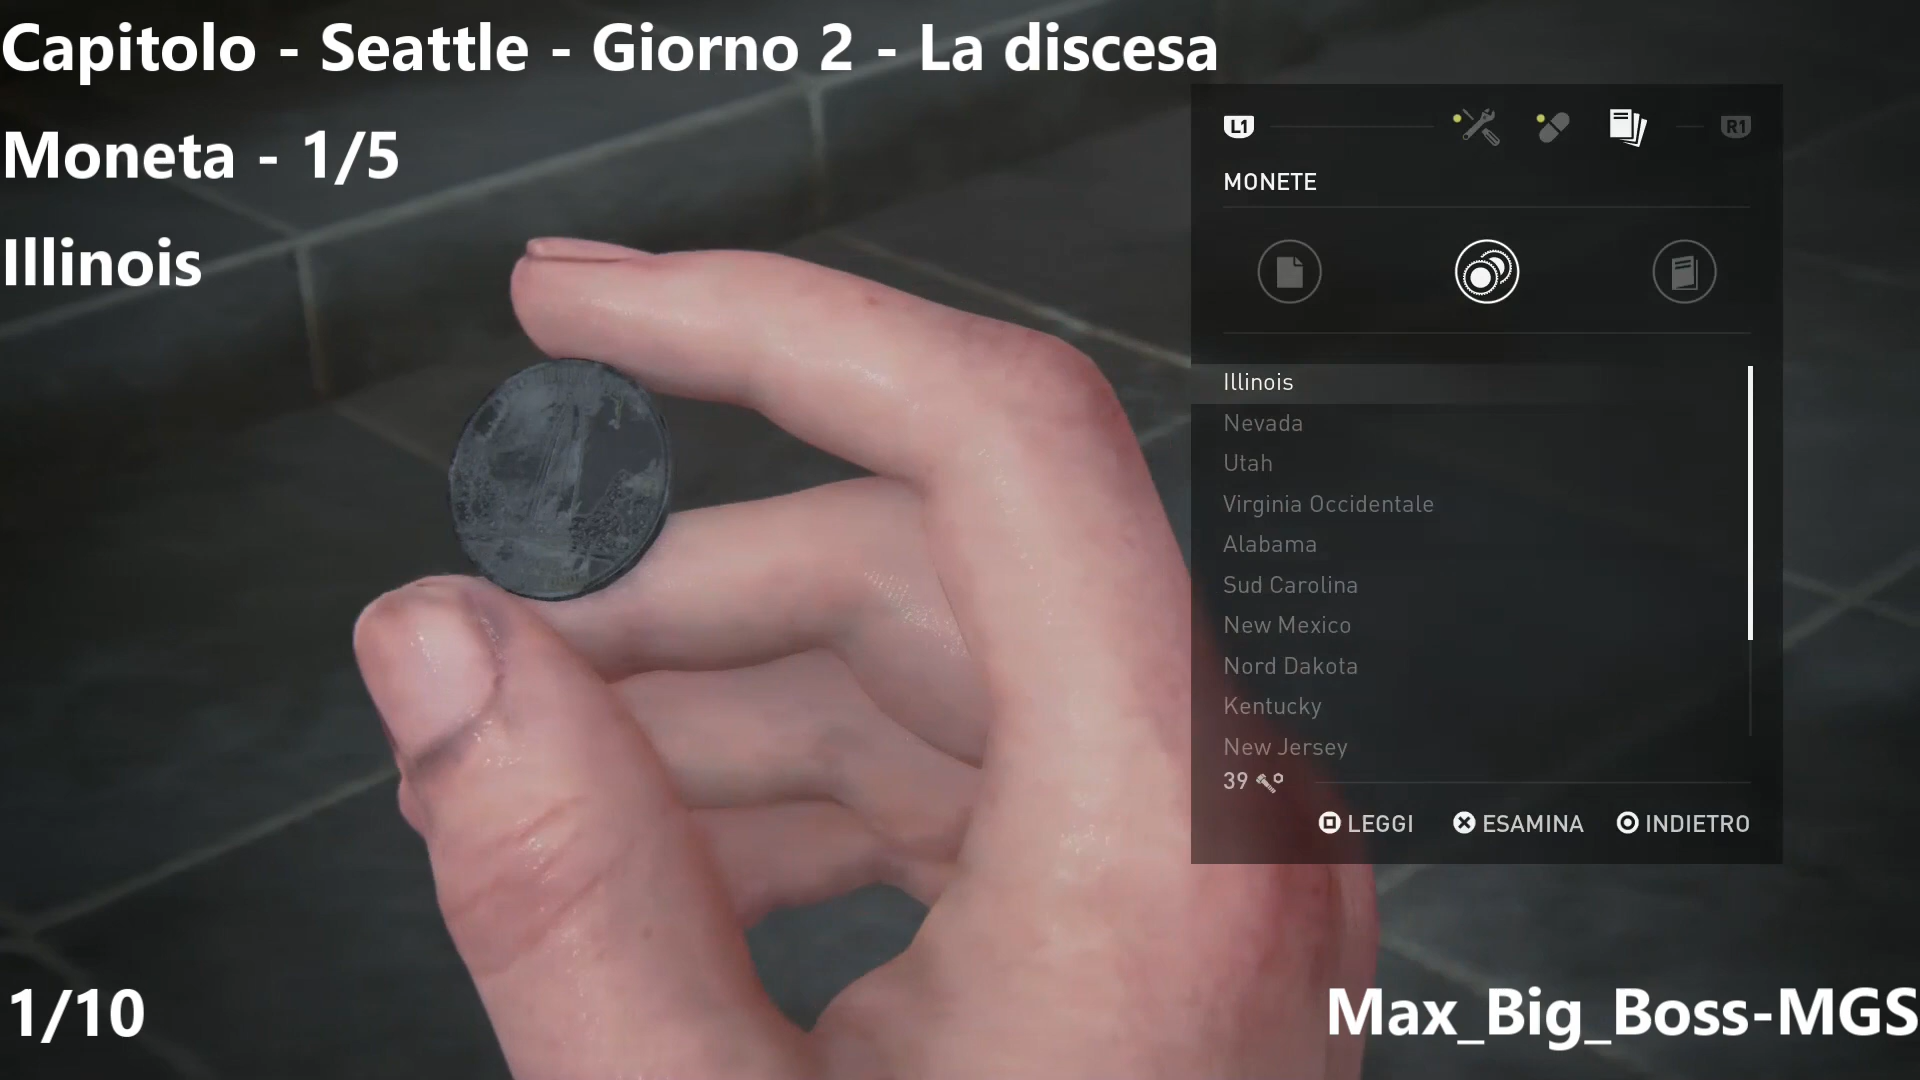 Capitolo - Seattle - Giorno 2 - La discesa
Moneta - 1/5
Illinois
L1
R1
MONETE
Illinois
Nevada
Utah
Virginia Occidentale
Alabama
Sud Carolina
New Mexico
Nord Dakota
Kentucky
New Jersey
39
LEGGI ESAMINA INDIETRO
1/10
Max_Big_Boss-MGS